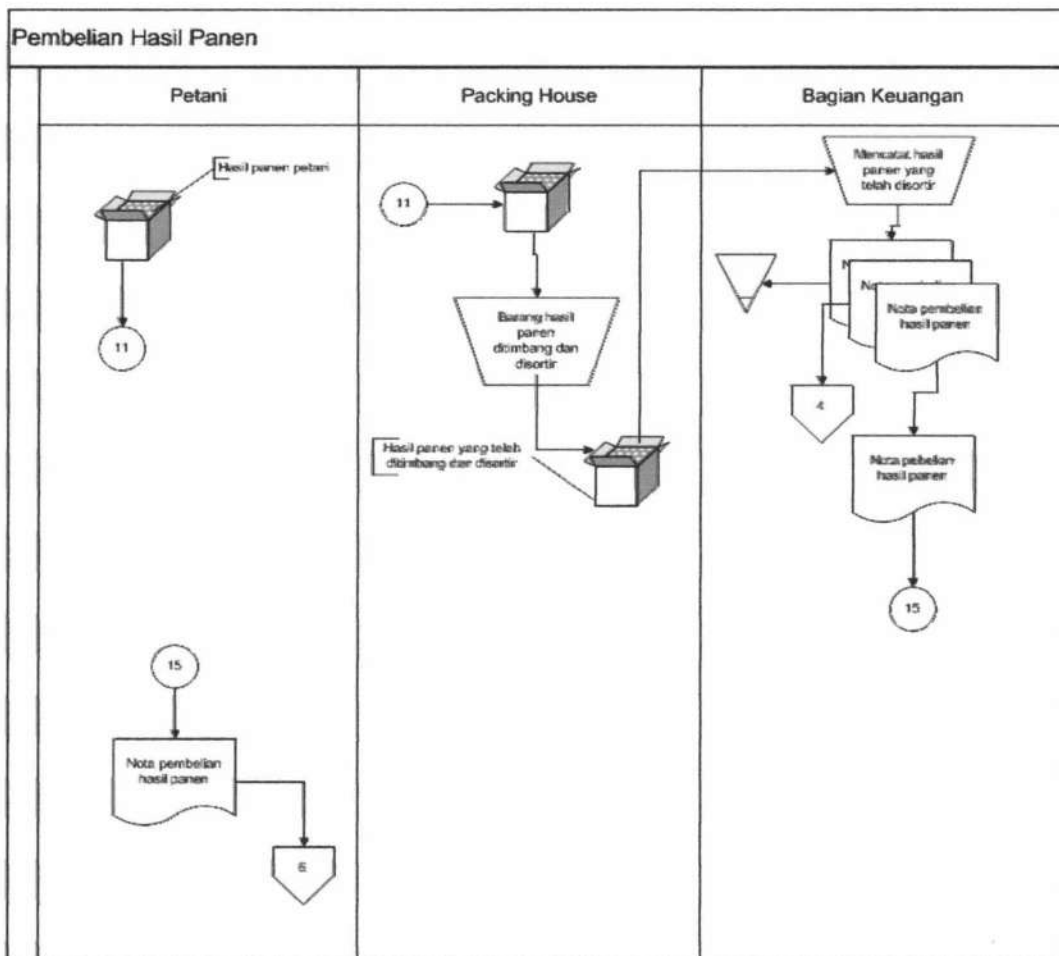 Pembelian Hasil Panen
Petani
Packing House
Bagian Keuangan
Hasil panen petani
11
15
Nota pembelian
hasil panen
6
11
Barang hasil
panen
ditimbang dan
disortir
Hasil panen yang telah
ditimbang dan disortir
Mencatat hasil
panen yang
telah disortir
N
No
Nota pembelian
hasil panen
4
Nota pebelian
hasil panen
15